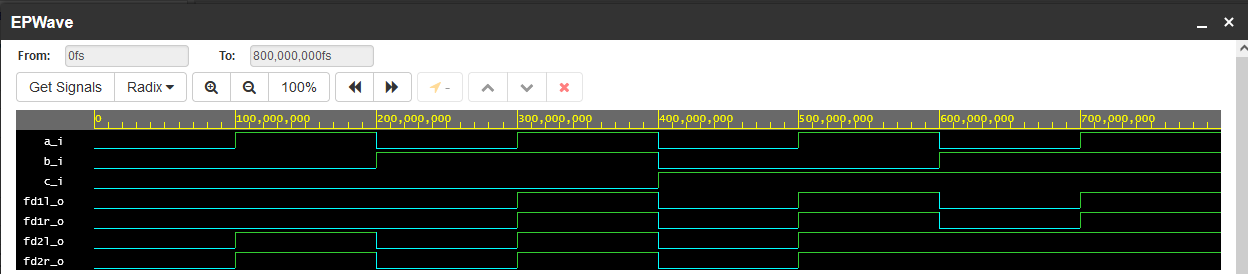 EPWave
From: 0fs To: 800,000,000fs
Get Signals Radix 100% -
0 100,000,000 200,000,000 300,000,000 400,000,000 500,000,000 600,000,000 700,000,000
a_i
b_i
c_i
fd1l_o
fd1r_o
fd2l_o
fd2r_o